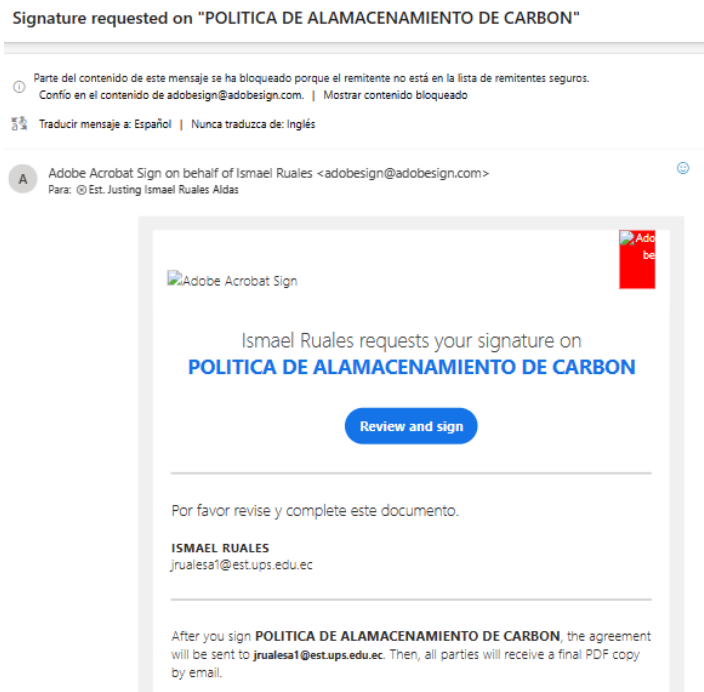 Signature requested on "POLITICA DE ALAMACENAMIENTO DE CARBON"
Parte del contenido de este mensaje se ha bloqueado porque el remitente no está en la lista de remitentes seguros.
Confío en el contenido de adobesign@adobesign.com. | Mostrar contenido bloqueado
Traducir mensaje a: Español | Nunca traduzca de: Inglés
A
Adobe Acrobat Sign on behalf of Ismael Ruales <adobesign@adobesign.com>
Para: Est. Justing Ismael Ruales Aldas
Ado
be
Adobe Acrobat Sign
Ismael Ruales requests your signature on
POLITICA DE ALAMACENAMIENTO DE CARBON
Review and sign
Por favor revise y complete este documento.
ISMAEL RUALES
jrualesa1@est.ups.edu.ec
After you sign POLITICA DE ALAMACENAMIENTO DE CARBON, the agreement
will be sent to jrualesa1@est.ups.edu.ec. Then, all parties will receive a final PDF copy
by email.